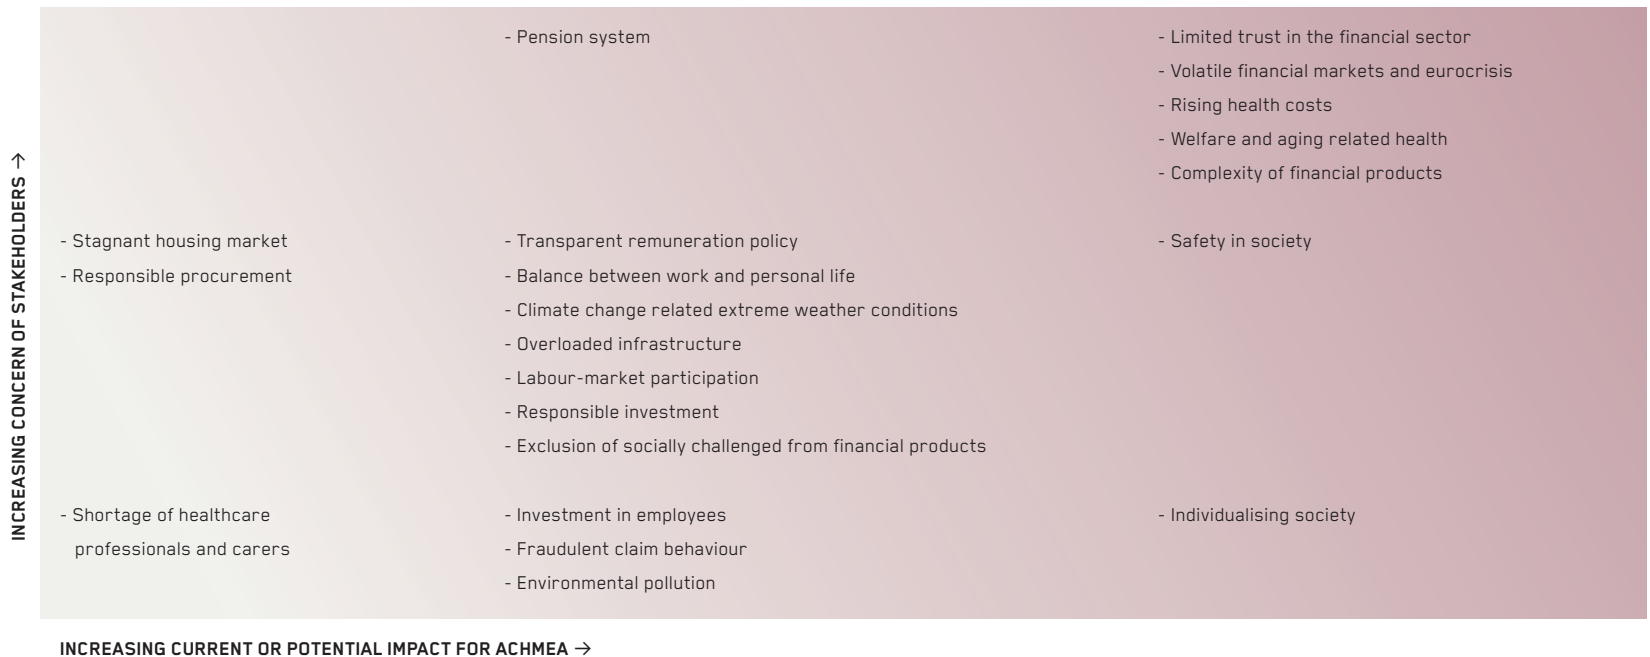 INCREASING CONCERN OF STAKEHOLDERS →
- Pension system
- Limited trust in the financial sector
- Volatile financial markets and eurocrisis
- Rising health costs
- Welfare and aging related health
- Complexity of financial products
- Stagnant housing market
- Responsible procurement
- Transparent remuneration policy
- Balance between work and personal life
- Climate change related extreme weather conditions
- Overloaded infrastructure
- Labour-market participation
- Responsible investment
- Exclusion of socially challenged from financial products
- Safety in society
- Shortage of healthcare
professionals and carers
- Investment in employees
- Fraudulent claim behaviour
- Environmental pollution
- Individualising society
INCREASING CURRENT OR POTENTIAL IMPACT FOR ACHMEA →